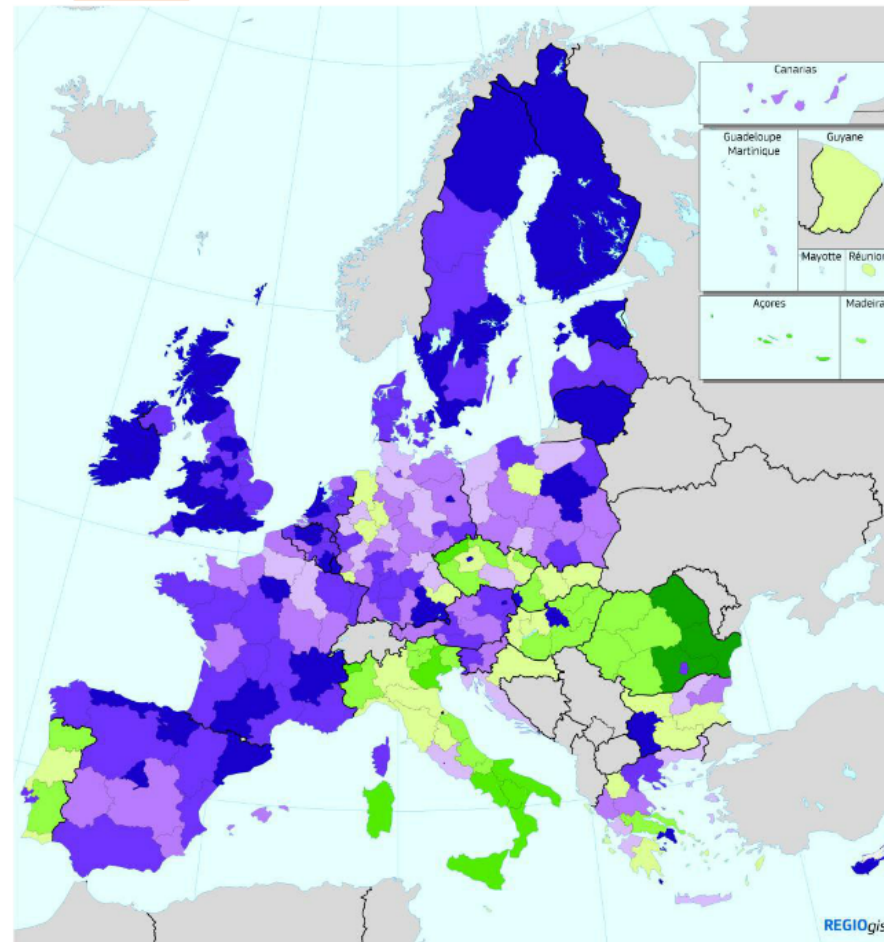 Canarias
Guadeloupe
Martinique
Guyane
Mayotte
Réunion
Açores
Madeira
REGIOgis